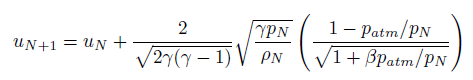 u_{N+1} = u_N + \frac{2}{\sqrt{2\gamma(\gamma-1)}} \sqrt{\frac{\gamma p_N}{\rho_N}} \left( \frac{1 - p_{atm}/p_N}{\sqrt{1 + \beta p_{atm}/p_N}} \right)